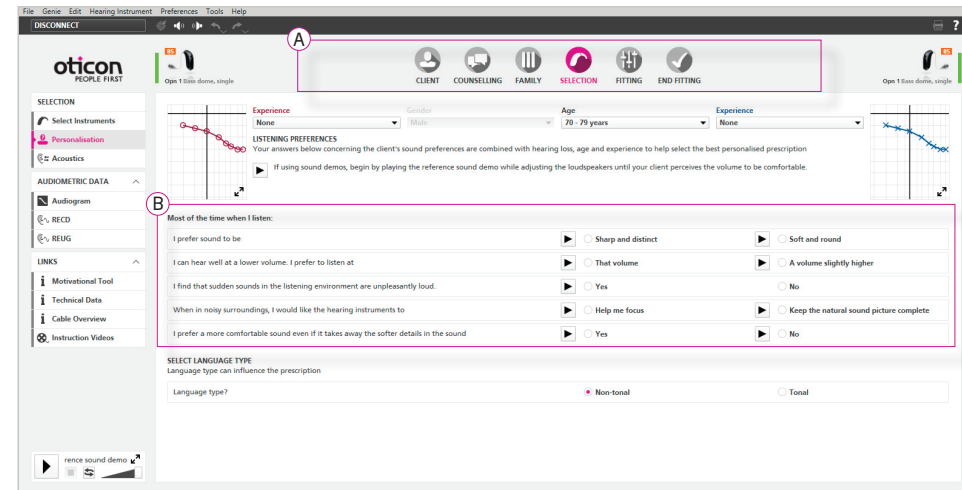 File Genie Edit Hearing Instrument Preferences Tools Help
DISCONNECT
?
A
oticon
PEOPLE FIRST
85
Opn 1 Bass dome, single
CLIENT COUNSELLING FAMILY SELECTION FITTING END FITTING
85
Opn 1 Bass dome, single
SELECTION
Select Instruments
Personalisation
Acoustics
AUDIOMETRIC DATA
Audiogram
RECD
REUG
LINKS
Motivational Tool
Technical Data
Cable Overview
Instruction Videos
rence sound demo
Experience Gender Age Experience
None Male 70 - 79 years None
LISTENING PREFERENCES
Your answers below concerning the client's sound preferences are combined with hearing loss, age and experience to help select the best personalised prescription
If using sound demos, begin by playing the reference sound demo while adjusting the loudspeakers until your client perceives the volume to be comfortable.
B
Most of the time when I listen:
I prefer sound to be Sharp and distinct Soft and round
I can hear well at a lower volume. I prefer to listen at That volume A volume slightly higher
I find that sudden sounds in the listening environment are unpleasantly loud. Yes No
When in noisy surroundings, I would like the hearing instruments to Help me focus Keep the natural sound picture complete
I prefer a more comfortable sound even if it takes away the softer details in the sound Yes No
SELECT LANGUAGE TYPE
Language type can influence the prescription
Language type? Non-tonal Tonal